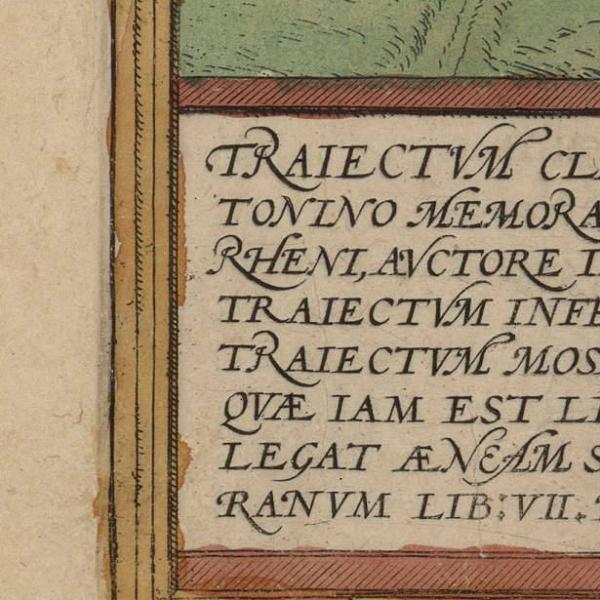 TRAIECTVM CLA
TONINO MEMORA
RHENI, AVCTORE I
TRAIECTVM INFE
TRAIECTVM MOS
QVÆ IAM EST LI
LEGAT ÆNEAM S
RANVM LIB: VII.